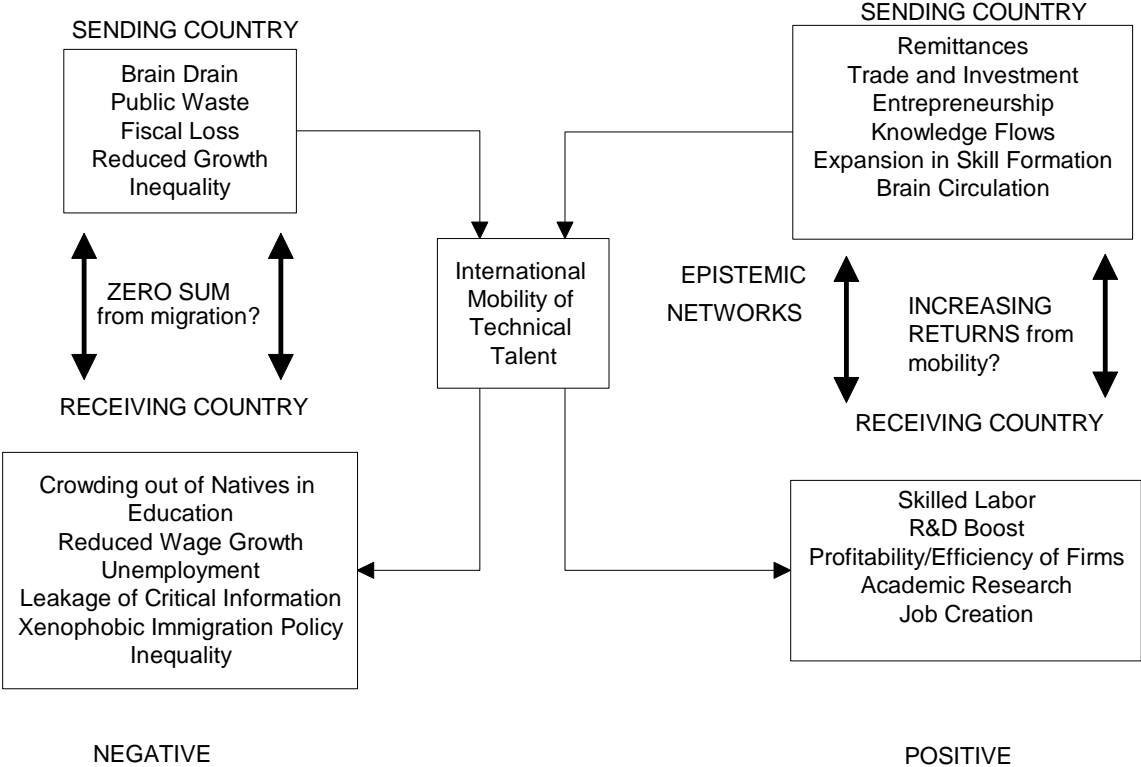 SENDING COUNTRY
Brain Drain
Public Waste
Fiscal Loss
Reduced Growth
Inequality
ZERO SUM
from migration?
RECEIVING COUNTRY
Crowding out of Natives in
Education
Reduced Wage Growth
Unemployment
Leakage of Critical Information
Xenophobic Immigration Policy
Inequality
NEGATIVE
International
Mobility of
Technical
Talent
SENDING COUNTRY
Remittances
Trade and Investment
Entrepreneurship
Knowledge Flows
Expansion in Skill Formation
Brain Circulation
EPISTEMIC
NETWORKS
INCREASING
RETURNS from
mobility?
RECEIVING COUNTRY
Skilled Labor
R&D Boost
Profitability/Efficiency of Firms
Academic Research
Job Creation
POSITIVE